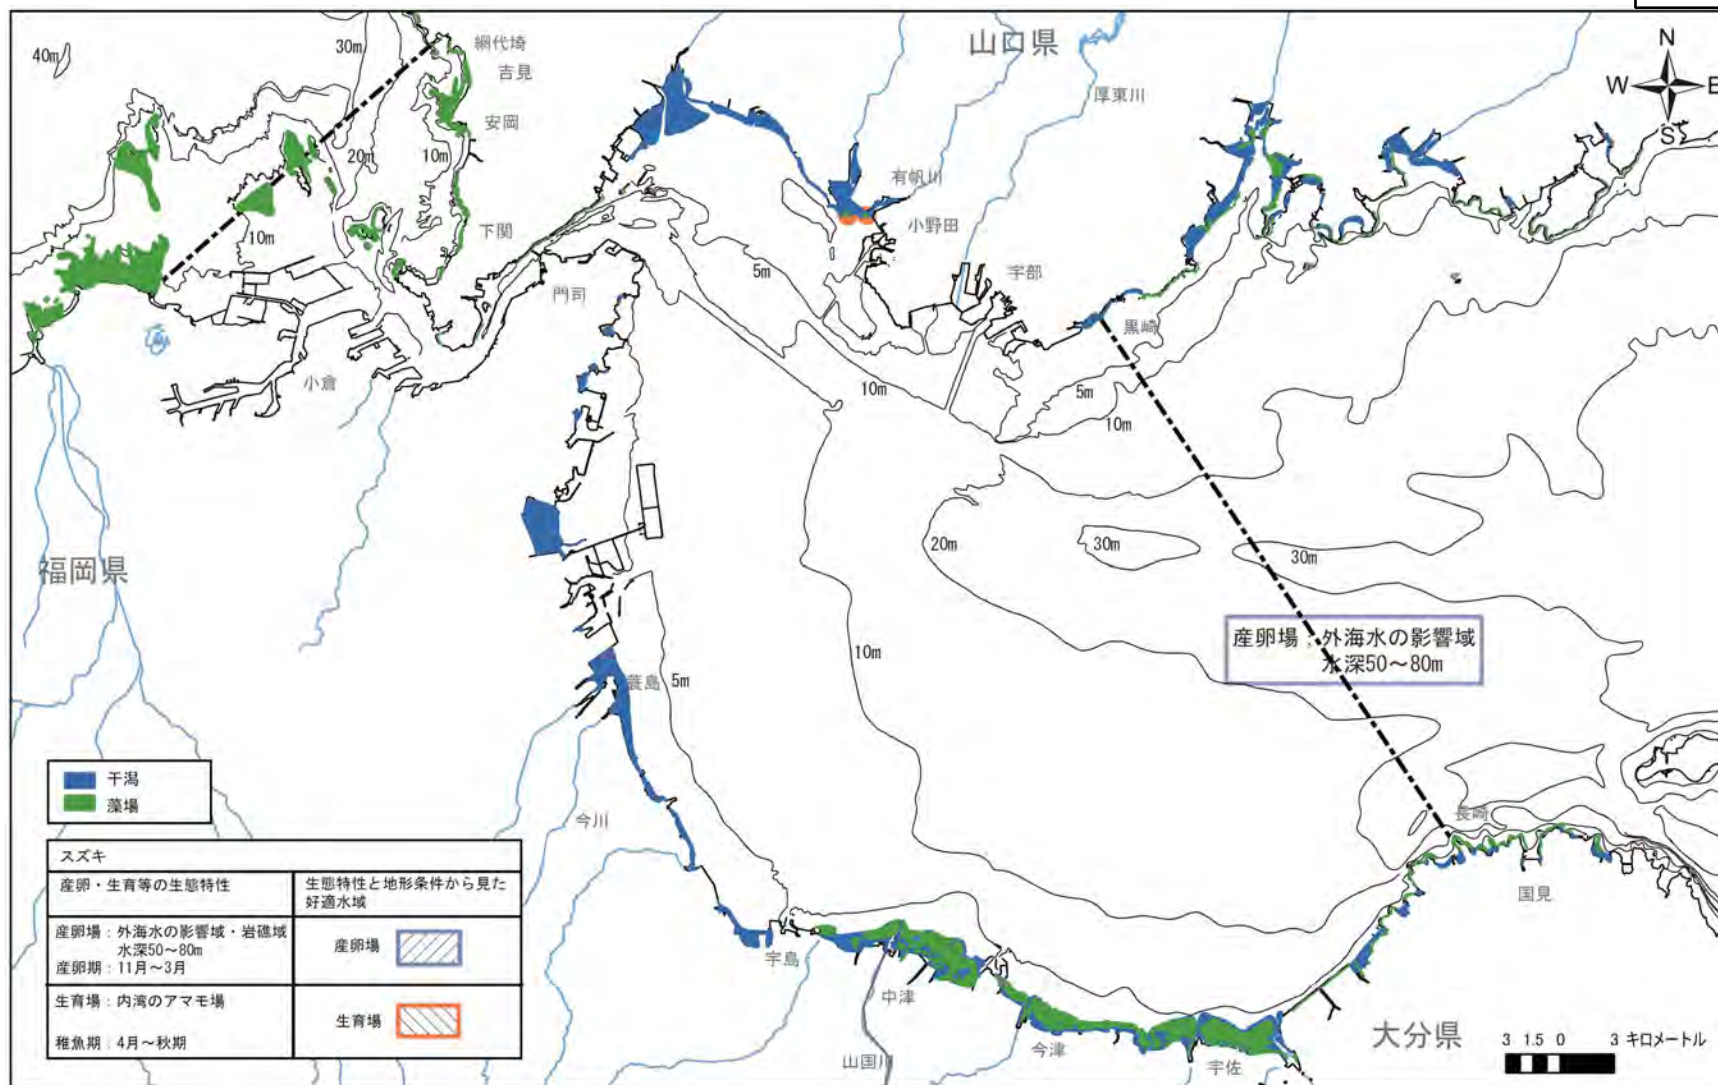 山口県
N
W
E
S
40m
30m
網代埼
吉見
安岡
20m
10m
厚東川
有帆川
小野田
下関
10m
5m
宇部
門司
黒崎
小倉
10m
5m
10m
福岡県
20m
30m
30m
産卵場：外海水の影響域
水深50～80m
10m
蓑島
5m
干潟
藻場
今川
長崎
国見
スズキ
産卵・生育等の生態特性
生態特性と地形条件から見た
好適水域
産卵場：外海水の影響域・岩礁域
水深50～80m
産卵期：11月～3月
産卵場
生育場：内湾のアマモ場
稚魚期：4月～秋期
生育場
宇島
中津
山国川
今津
宇佐
大分県
3 1.5 0 3 キロメートル